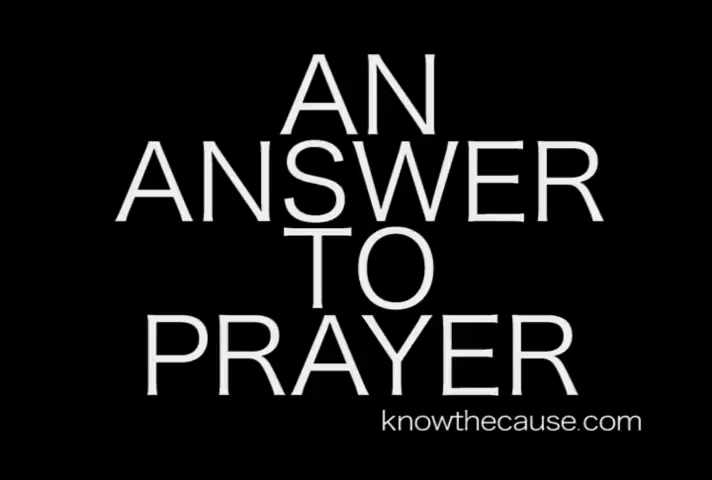 AN
ANSWER
TO
PRAYER
knowthecause.com